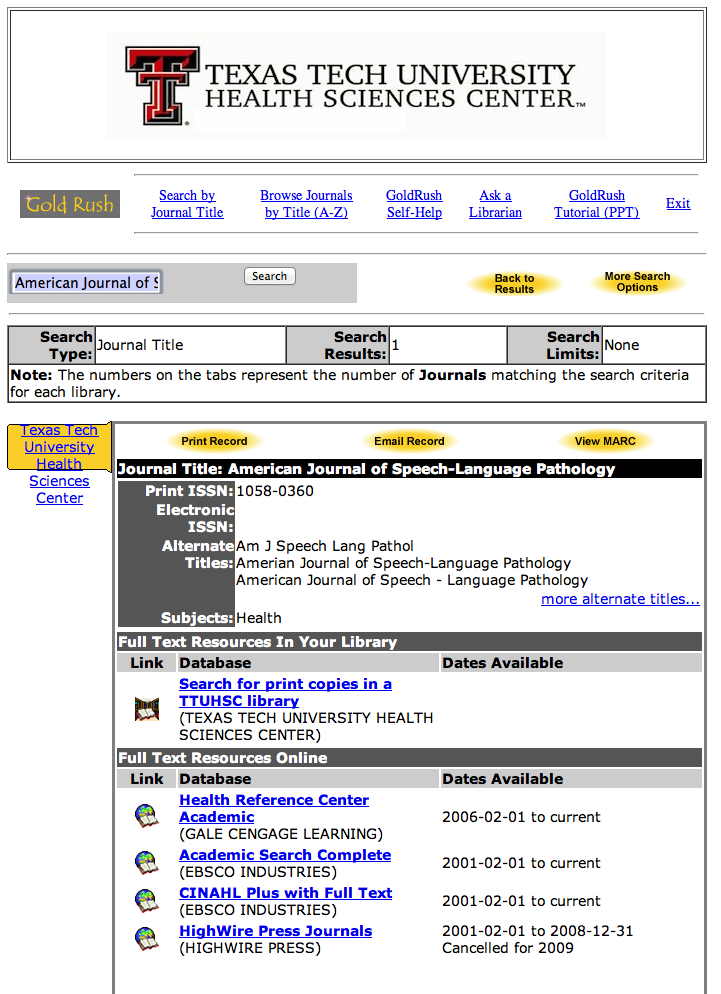 TEXAS TECH UNIVERSITY
HEALTH SCIENCES CENTER™
Gold Rush
Search by
Journal Title
Browse Journals
by Title (A-Z)
GoldRush
Self-Help
Ask a
Librarian
GoldRush
Tutorial (PPT)
Exit
American Journal of S
Search
Back to
Results
More Search
Options
Search
Type:
Journal Title
Search
Results:
1
Search
Limits:
None
Note: The numbers on the tabs represent the number of Journals matching the search criteria
for each library.
Texas Tech
University
Health
Sciences
Center
Print Record
Email Record
View MARC
Journal Title: American Journal of Speech-Language Pathology
Print ISSN: 1058-0360
Electronic
ISSN:
Alternate
Titles:
Am J Speech Lang Pathol
Amerian Journal of Speech-Language Pathology
American Journal of Speech - Language Pathology
more alternate titles...
Subjects: Health
Full Text Resources In Your Library
Link Database Dates Available
Search for print copies in a
TTUHSC library
(TEXAS TECH UNIVERSITY HEALTH
SCIENCES CENTER)
Full Text Resources Online
Link Database Dates Available
Health Reference Center
Academic
(GALE CENGAGE LEARNING)
2006-02-01 to current
Academic Search Complete
(EBSCO INDUSTRIES)
2001-02-01 to current
CINAHL Plus with Full Text
(EBSCO INDUSTRIES)
2001-02-01 to current
HighWire Press Journals
(HIGHWIRE PRESS)
2001-02-01 to 2008-12-31
Cancelled for 2009